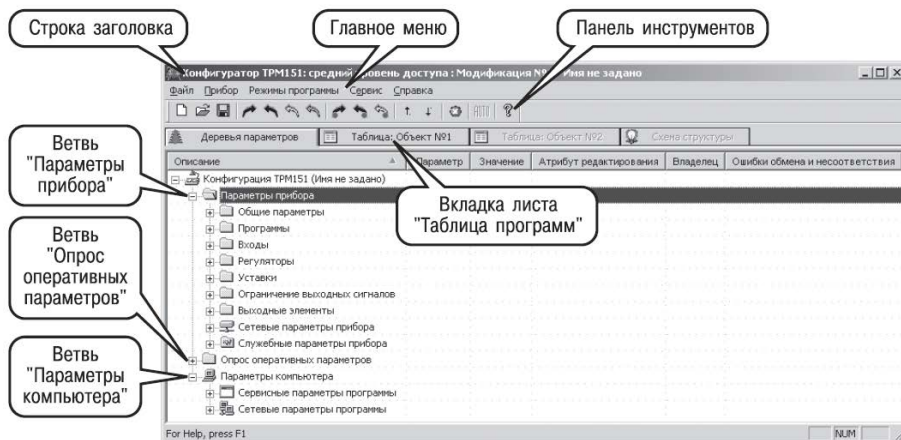 Строка заголовка
Главное меню
Панель инструментов
Конфигуратор ТРМ151: средний уровень доступа : Модификация № Имя не задано
Файл Прибор Режимы программы Сервис Справка
Деревья параметров
Таблица: Объект №1
Таблица: Объект №2
Схема структуры
Описание
Параметр
Значение
Атрибут редактирования
Владелец
Ошибки обмена и несоответствия
Конфигурация ТРМ151 (Имя не задано)
Параметры прибора
Общие параметры
Программы
Входы
Регуляторы
Уставки
Ограничение выходных сигналов
Выходные элементы
Сетевые параметры прибора
Служебные параметры прибора
Опрос оперативных параметров
Параметры компьютера
Сервисные параметры программы
Сетевые параметры программы
Ветвь
"Параметры
прибора"
Ветвь
"Опрос
оперативных
параметров"
Ветвь
"Параметры
компьютера"
Вкладка листа
"Таблица программ"
For Help, press F1
NUM